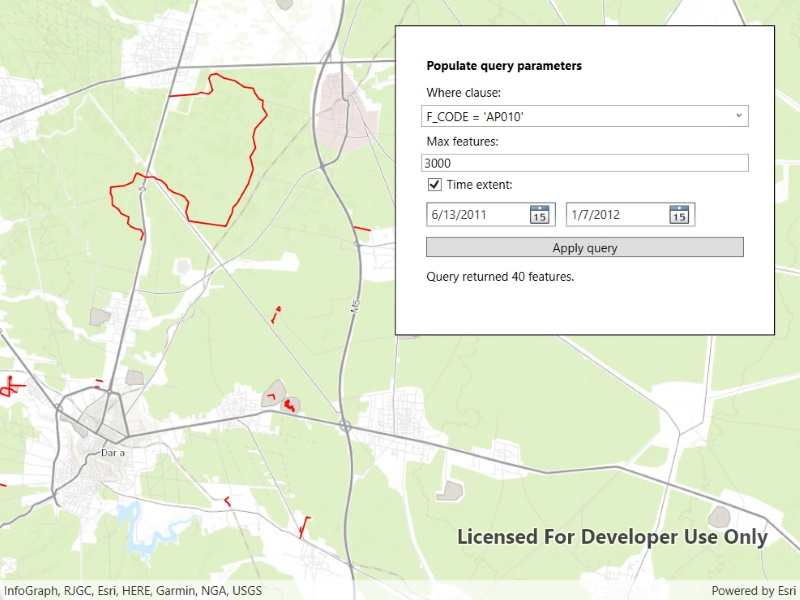 Populate query parameters
Where clause:
F_CODE = 'AP010'
Max features:
3000
Time extent:
6/13/2011
15
1/7/2012
15
Apply query
Query returned 40 features.
5
M5
Dar a
Licensed For Developer Use Only
InfoGraph, RJGC, Esri, HERE, Garmin, NGA, USGS
Powered by Esri